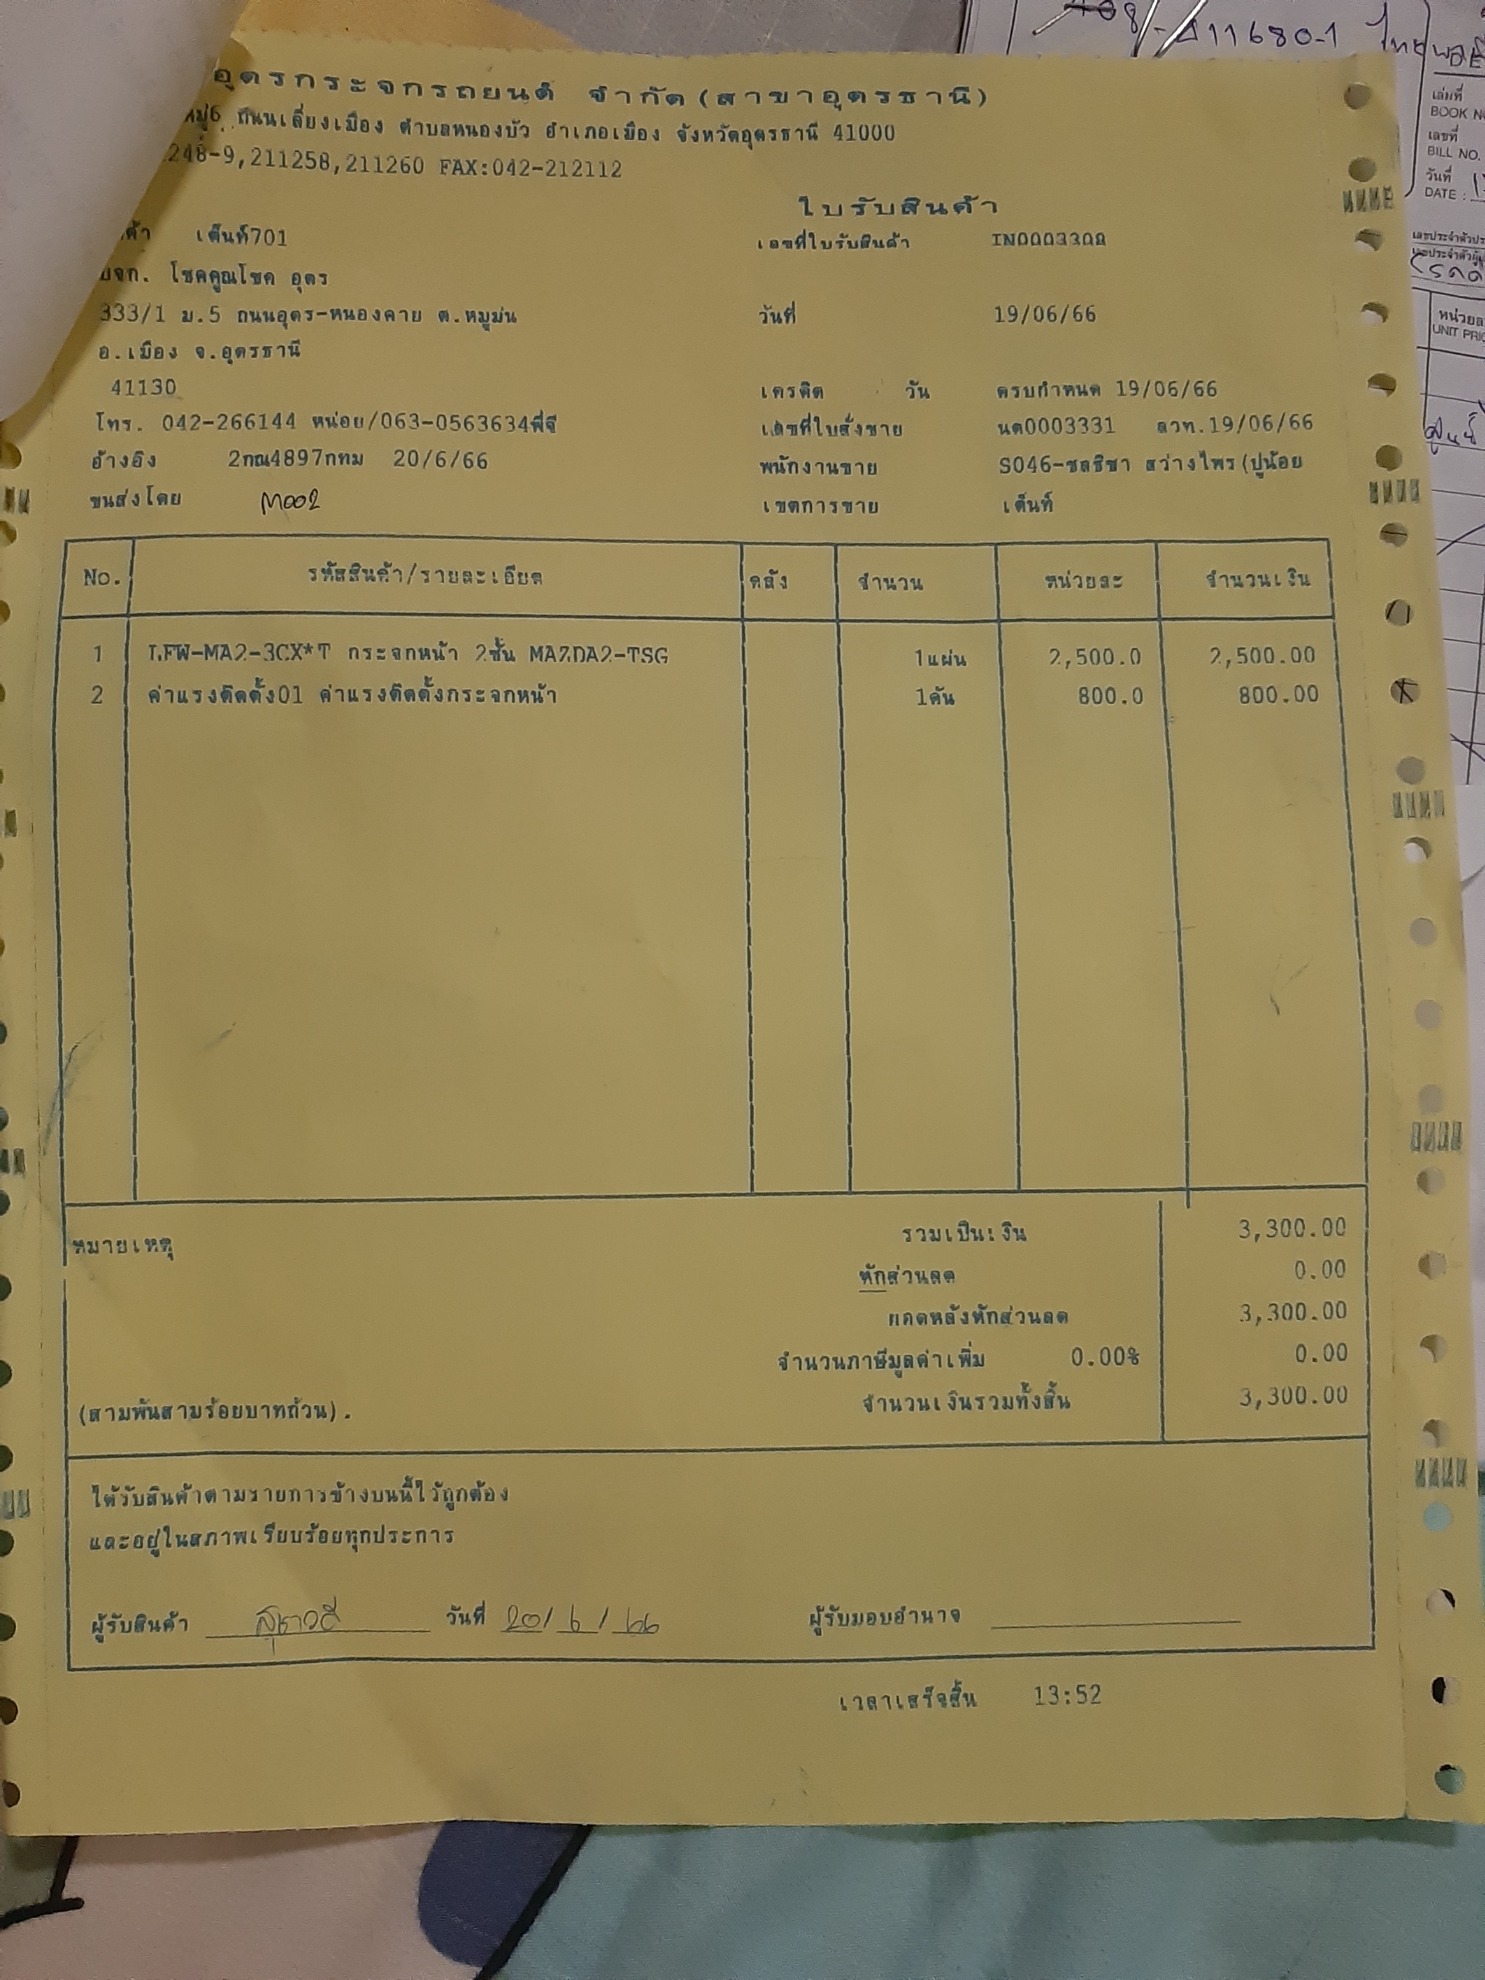 อุดรกระจกรถยนต์ จำกัด(สาขาอุดรธานี)
หมู่6 ถนนเลี่ยงเมือง ตำบลหนองบัว อำเภอเมือง จังหวัดอุดรธานี 41000
248-9,211258,211260 FAX:042-212112
ใบรับสินค้า
เต็นท์701 เลขที่ใบรับสินค้า IN0003308
บจก. โชคคูณโชค อุดร
333/1 ม.5 ถนนอุดร-หนองคาย ต.หมูม่น วันที่ 19/06/66
อ.เมือง จ.อุดรธานี
41130 เครดิต วัน ครบกำหนด 19/06/66
โทร. 042-266144 หน่อย/063-0563634พี่จี เลขที่ใบสั่งขาย นค0003331 ลวท.19/06/66
อ้างอิง 2กณ4897กทม 20/6/66 พนักงานขาย S046-ชลธิชา สว่างไพร(ปูน้อย
ขนส่งโดย M002 เขตการขาย เต็นท์
No. รหัสสินค้า/รายละเอียด คลัง จำนวน หน่วยละ จำนวนเงิน
1 LFW-MA2-3CX*T กระจกหน้า 2ชั้น MAZDA2-TSG 1แผ่น 2,500.0 2,500.00
2 ค่าแรงติดตั้ง01 ค่าแรงติดตั้งกระจกหน้า 1คัน 800.0 800.00
หมายเหตุ รวมเป็นเงิน 3,300.00
หักส่วนลด 0.00
ยอดหลังหักส่วนลด 3,300.00
จำนวนภาษีมูลค่าเพิ่ม 0.00% 0.00
(สามพันสามร้อยบาทถ้วน). จำนวนเงินรวมทั้งสิ้น 3,300.00
ได้รับสินค้าตามรายการข้างบนนี้ไว้ถูกต้อง
และอยู่ในสภาพเรียบร้อยทุกประการ
ผู้รับสินค้า วันที่ 20/6/66 ผู้รับมอบอำนาจ
เวลาเสร็จสิ้น 13:52
เล่มที่
BOOK
เลขที่
BILL NO.
วันที่
DATE :